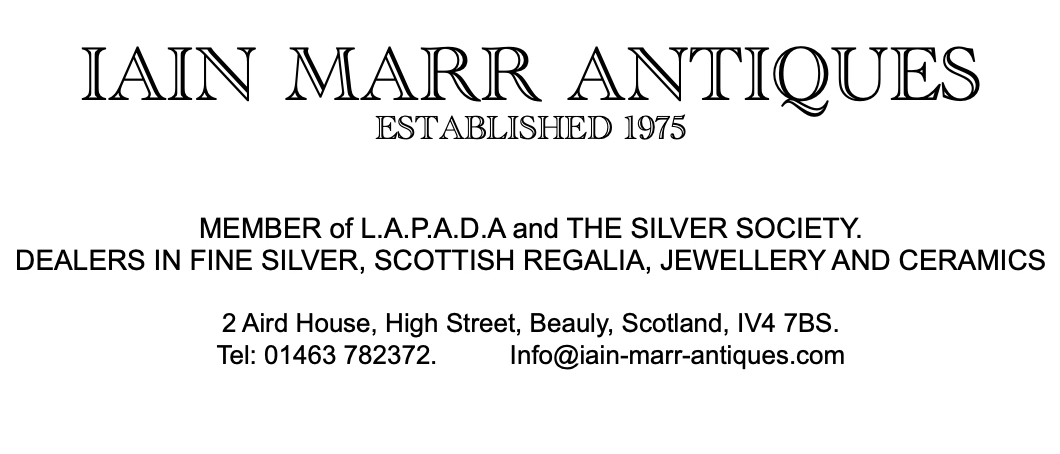 IAIN MARR ANTIQUES
ESTABLISHED 1975
MEMBER of L.A.P.A.D.A and THE SILVER SOCIETY.
DEALERS IN FINE SILVER, SCOTTISH REGALIA, JEWELLERY AND CERAMICS
2 Aird House, High Street, Beauly, Scotland, IV4 7BS.
Tel: 01463 782372. Info@iain-marr-antiques.com